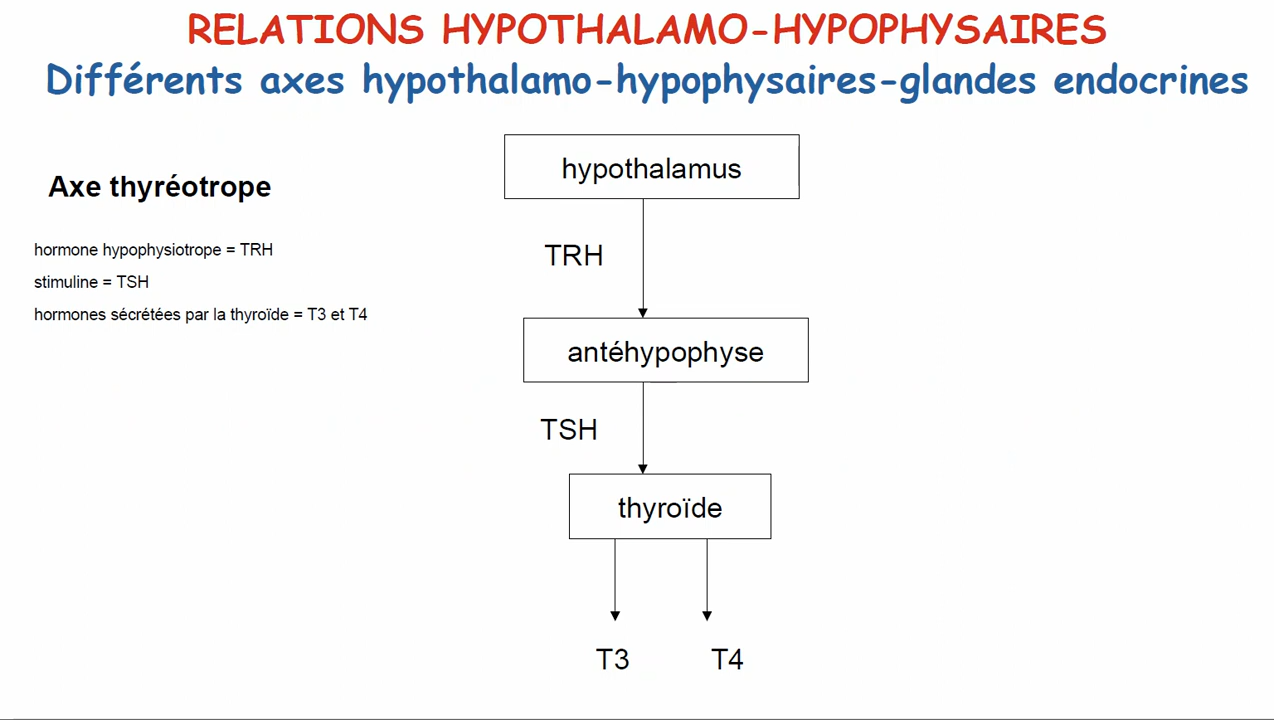 RELATIONS HYPOTHALAMO-HYPOPHYSAIRES
Différents axes hypothalamo-hypophysaires-glandes endocrines
hypothalamus
Axe thyréotrope
hormone hypophysiotrope = TRH
stimuline = TSH
hormones sécrétées par la thyroïde = T3 et T4
TRH
antéhypophyse
TSH
thyroïde
T3 T4